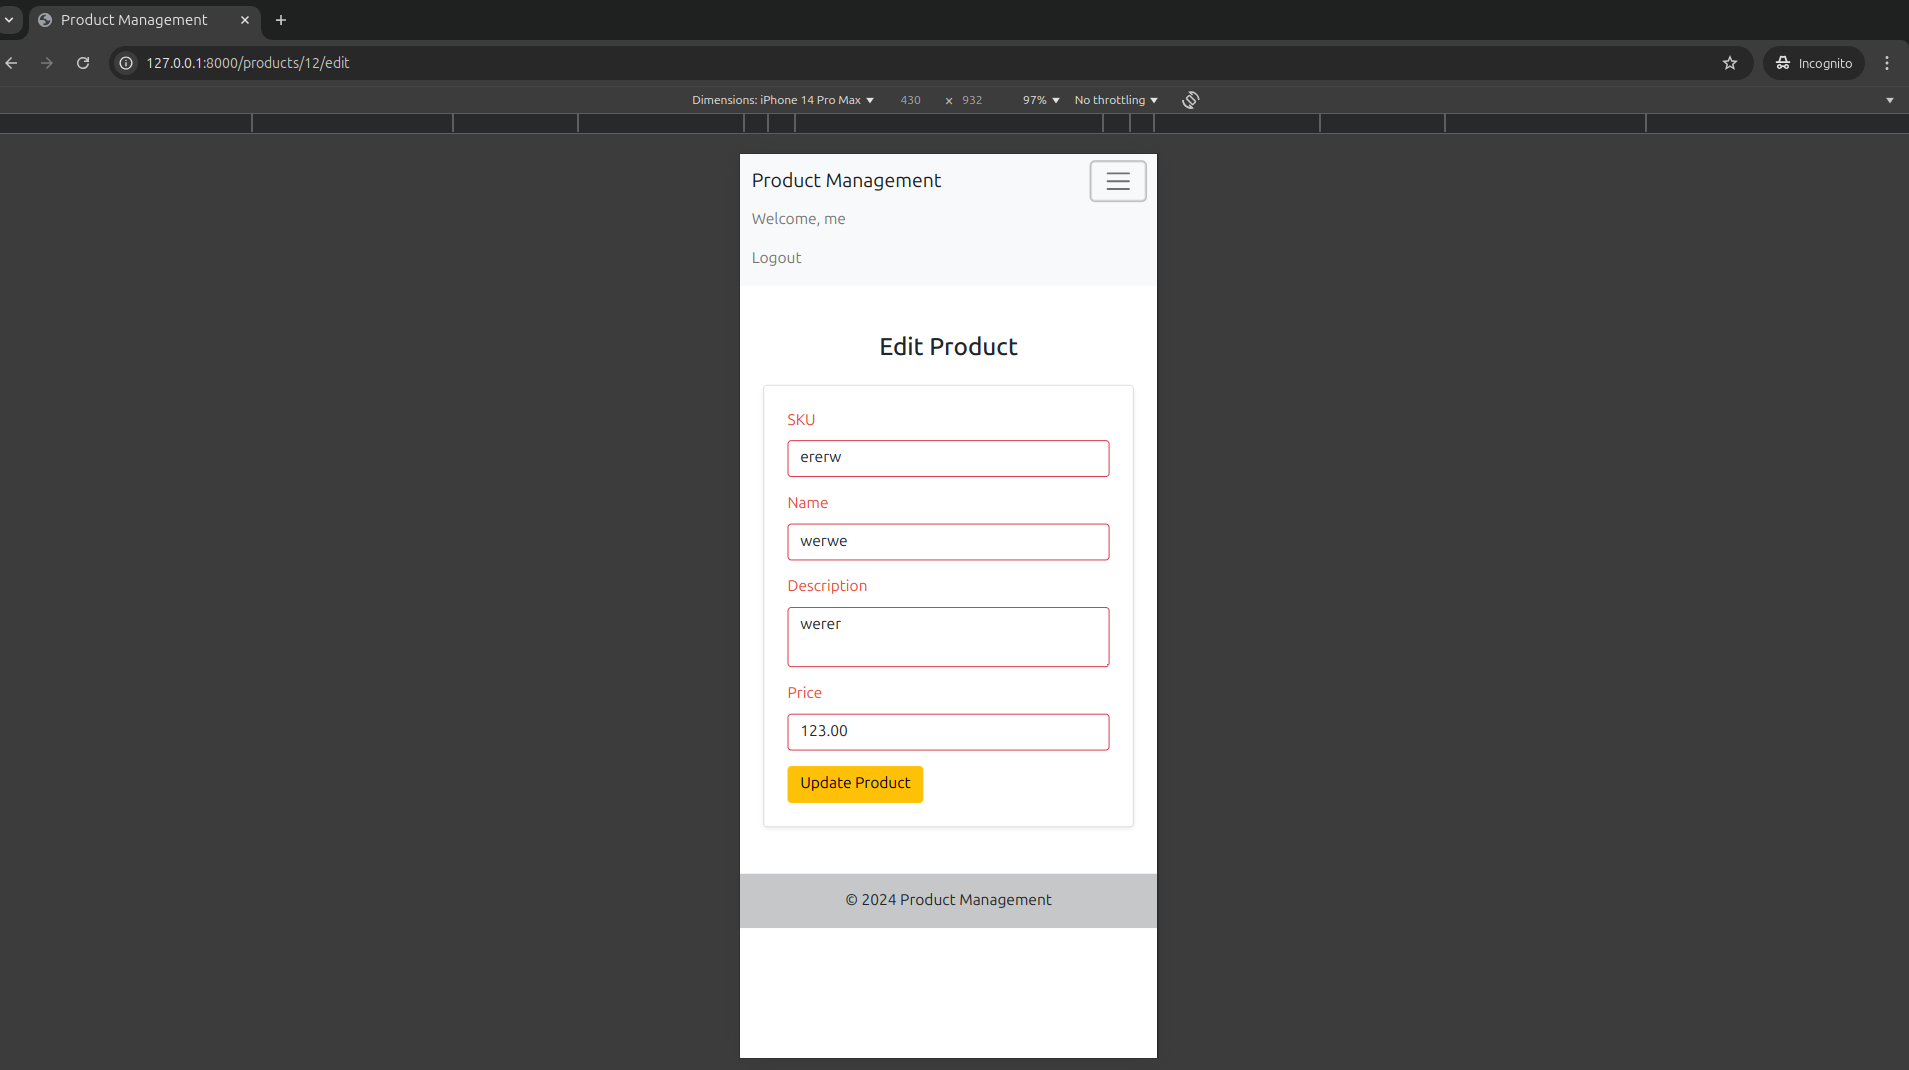 Product Management
127.0.0.1:8000/products/12/edit
Incognito
Dimensions: iPhone 14 Pro Max 430 × 932 97% No throttling
Product Management
Welcome, me
Logout
Edit Product
SKU
ererw
Name
werwe
Description
werer
Price
123.00
Update Product
© 2024 Product Management